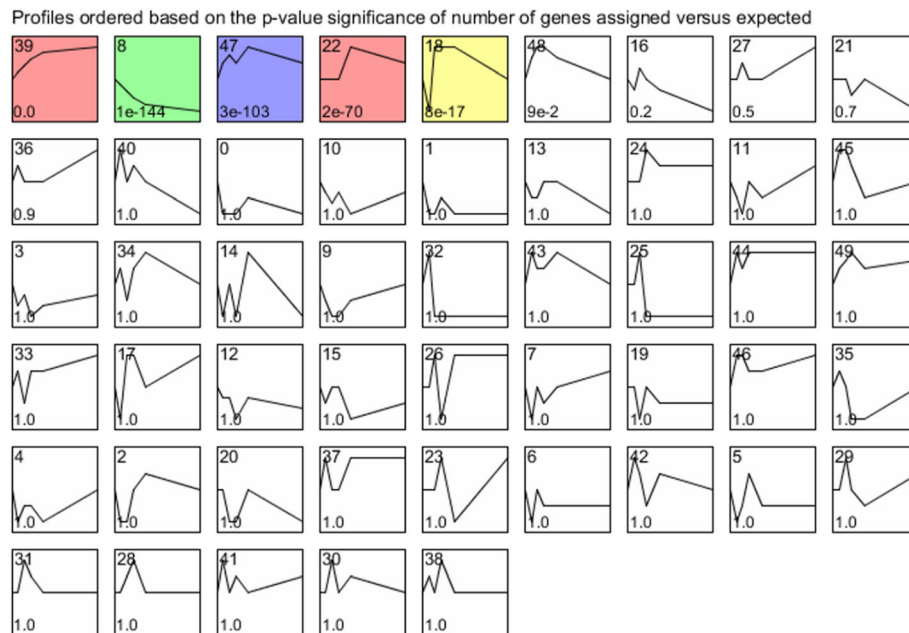 Profiles ordered based on the p-value significance of number of genes assigned versus expected
39 8 47 22 18 48 16 27 21
0.0 1e-144 3e-103 2e-70 8e-17 9e-2 0.2 0.5 0.7
36 40 0 10 1 13 24 11 45
0.9 1.0 1.0 1.0 1.0 1.0 1.0 1.0 1.0
3 34 14 9 32 43 25 44 49
1.0 1.0 1.0 1.0 1.0 1.0 1.0 1.0 1.0
33 17 12 15 26 7 19 46 35
1.0 1.0 1.0 1.0 1.0 1.0 1.0 1.0 1.0
4 2 20 37 23 6 42 5 29
1.0 1.0 1.0 1.0 1.0 1.0 1.0 1.0 1.0
31 28 41 30 38
1.0 1.0 1.0 1.0 1.0